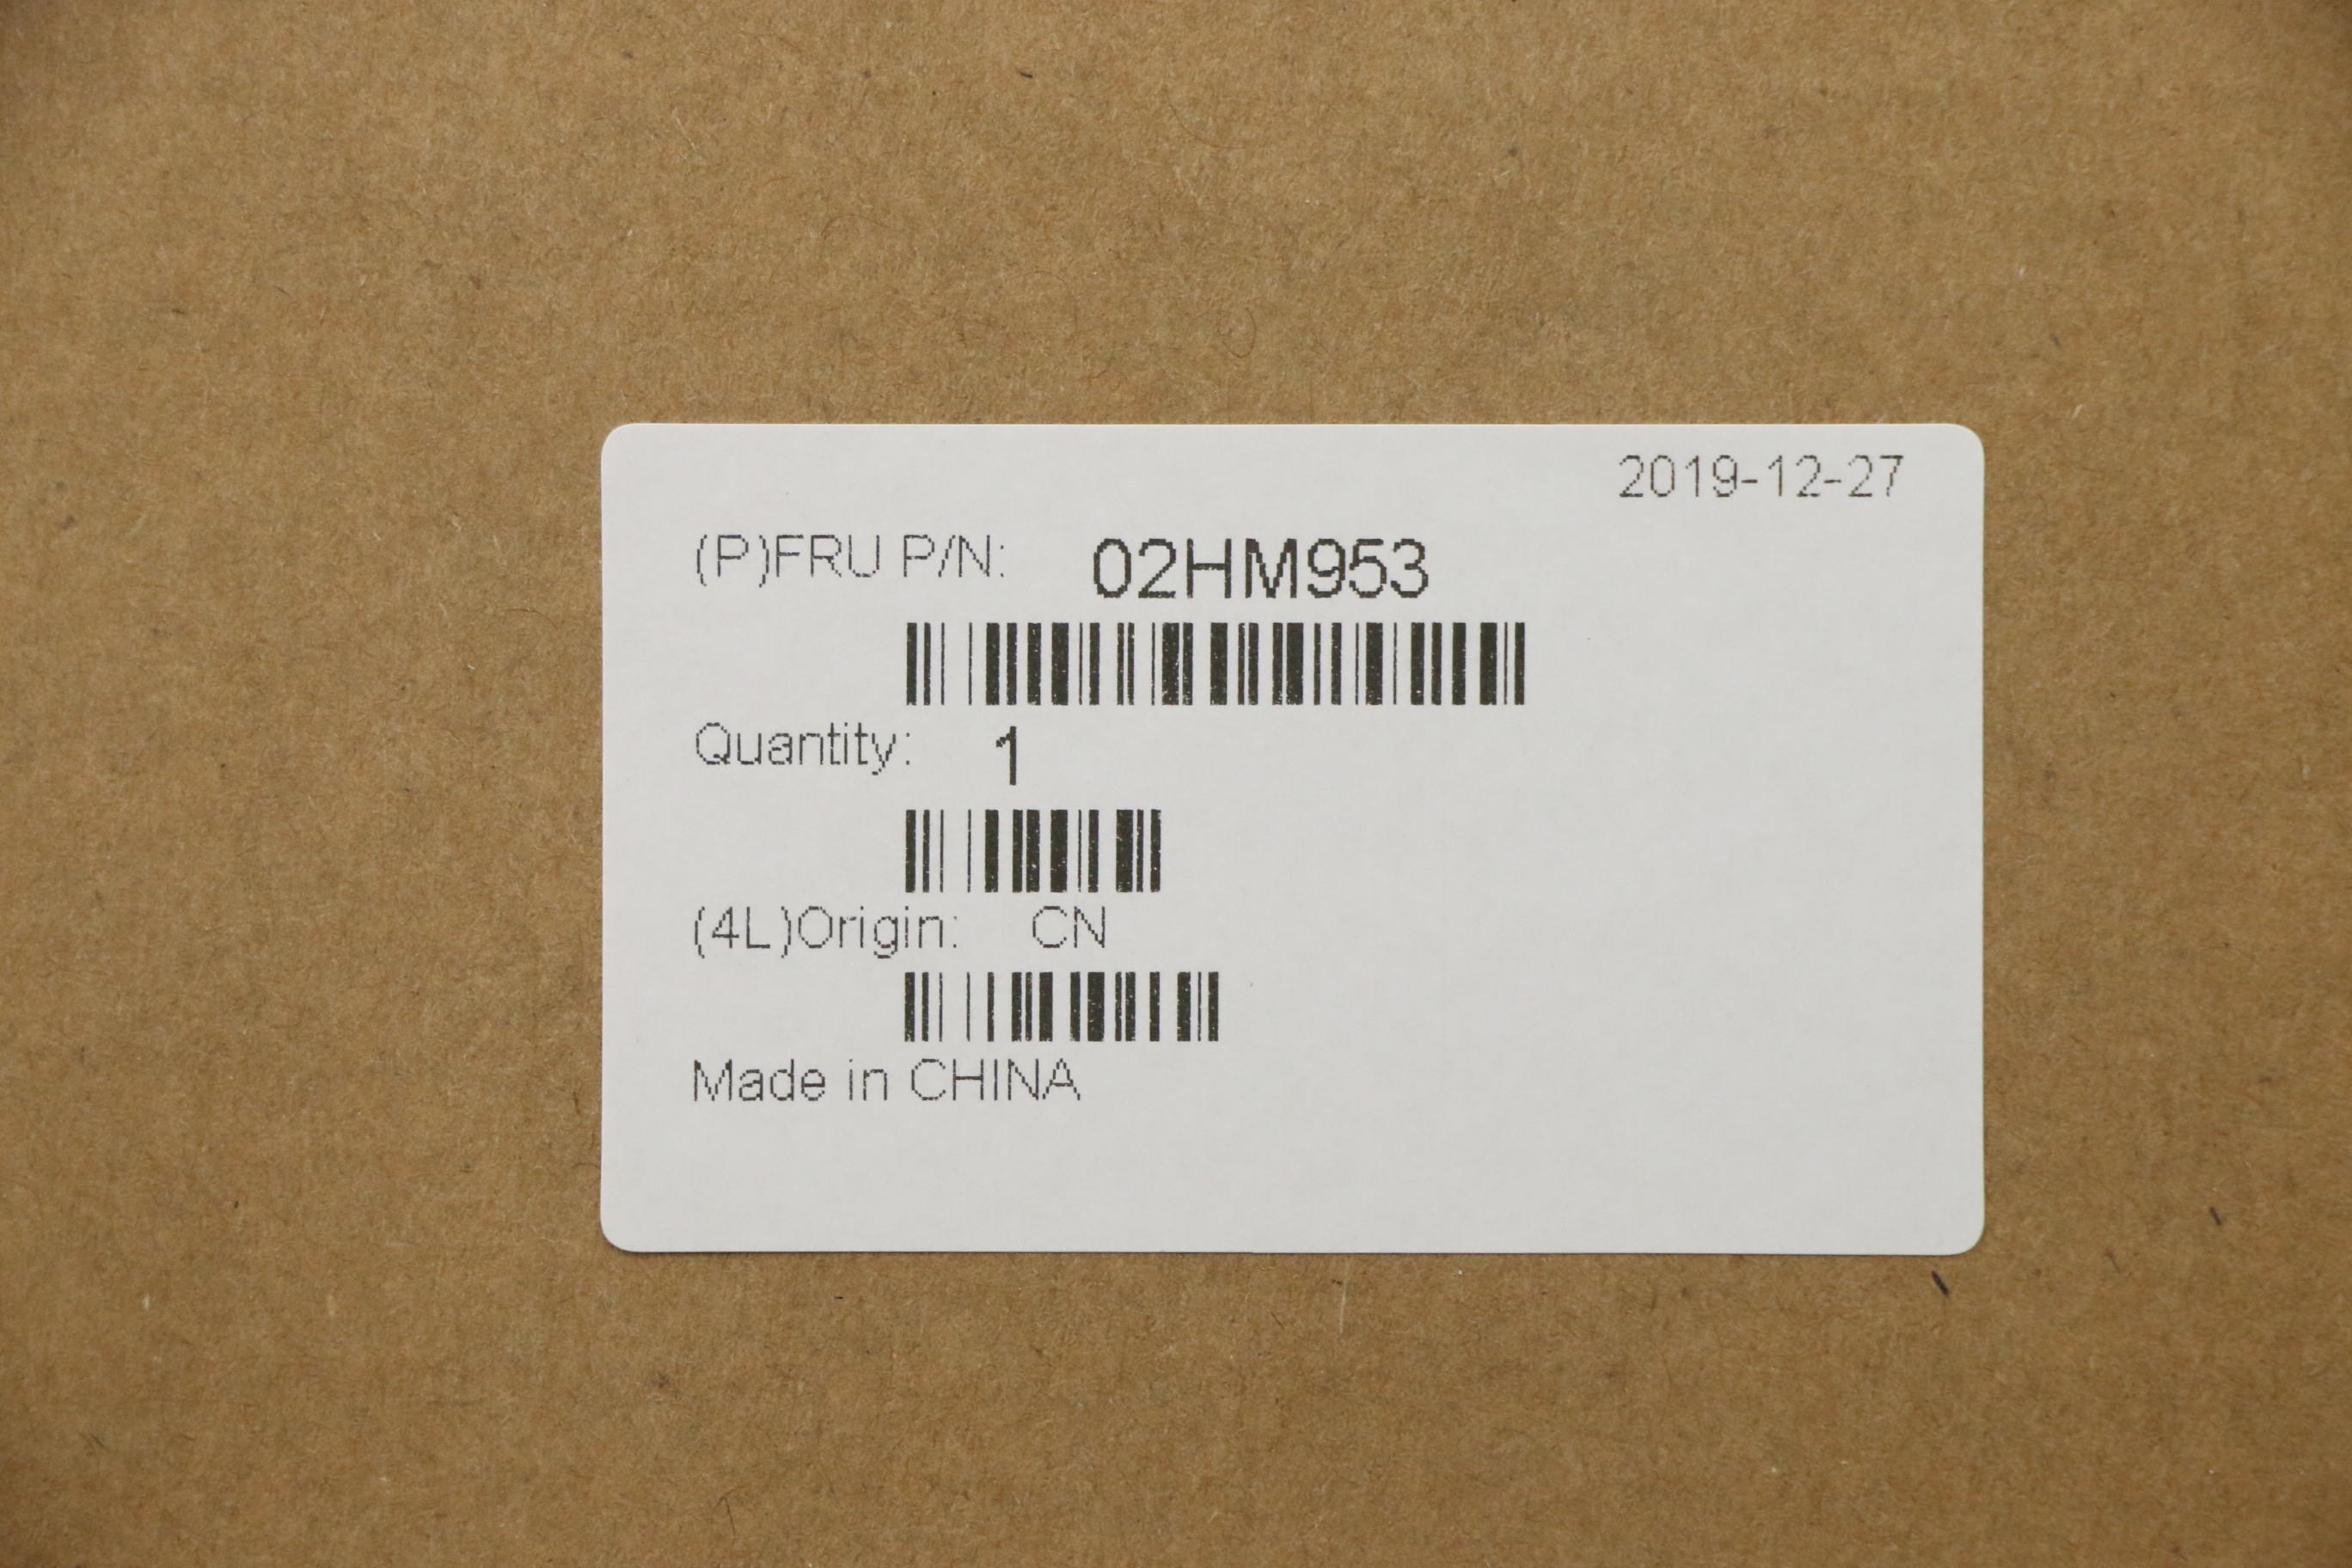 2019-12-27
(P)FRU P/N: 02HM953
Quantity: 1
(4L)Origin: CN
Made in CHINA